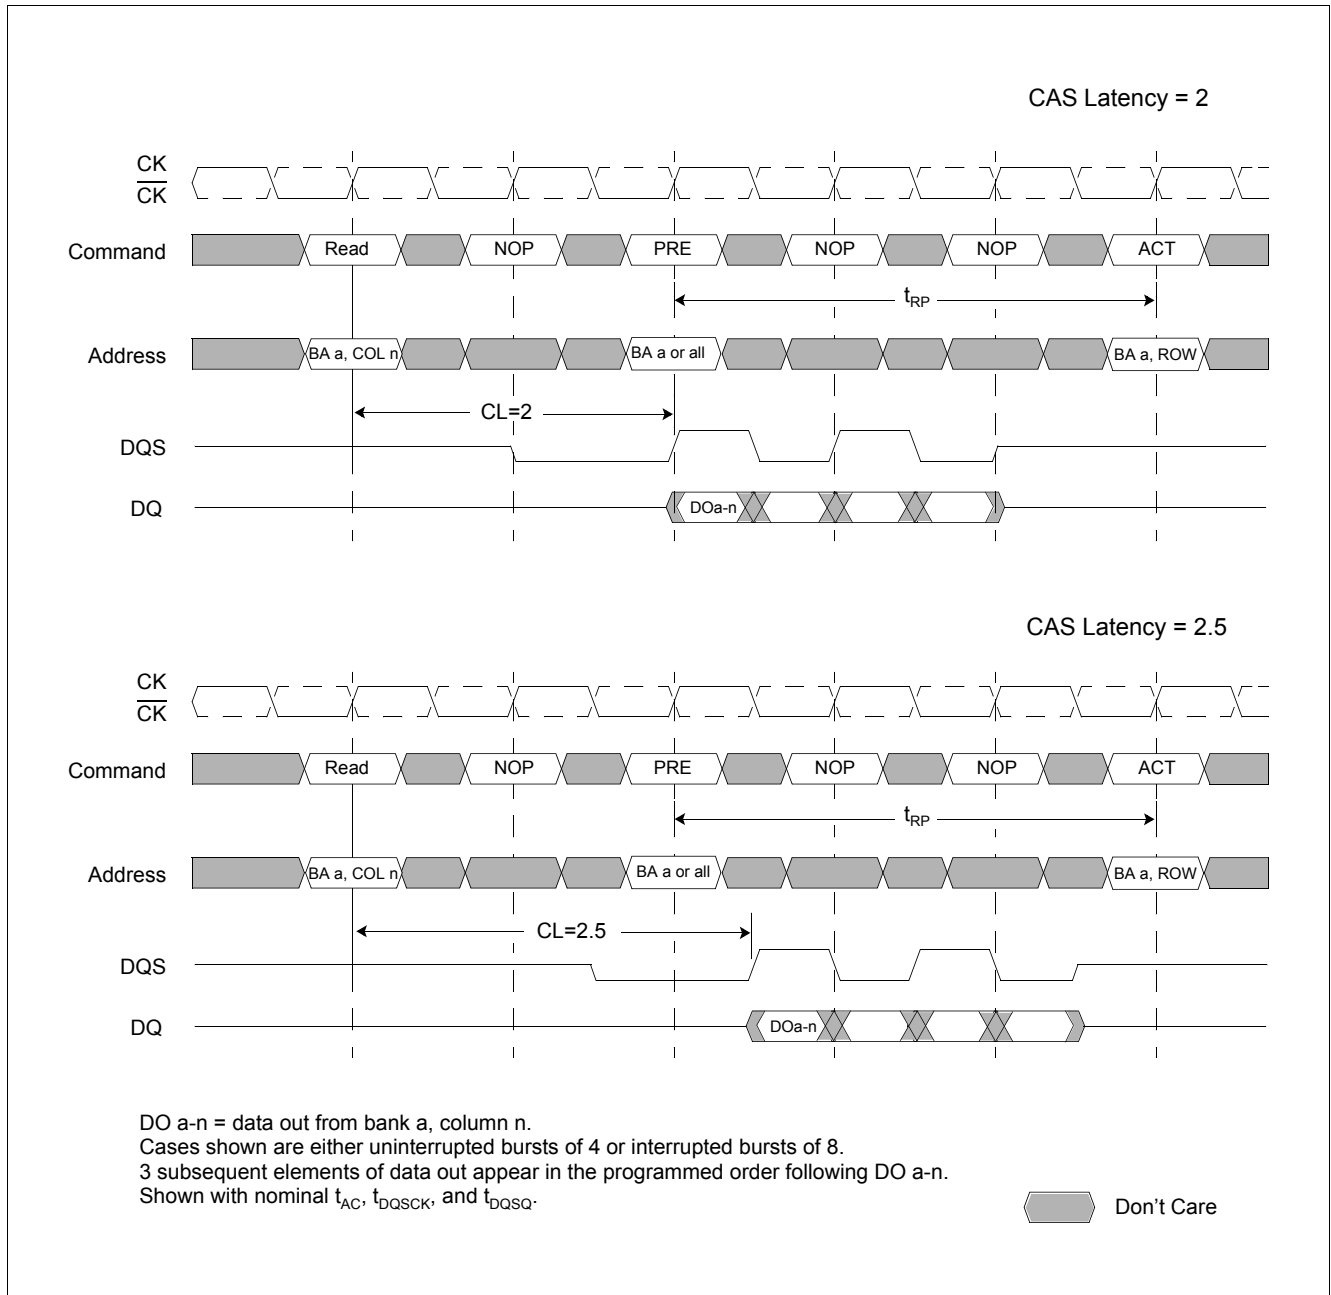 CAS Latency = 2
CK
CK
Command Read NOP PRE NOP NOP ACT
tRP
Address BA a, COL n BA a or all BA a, ROW
CL=2
DQS
DQ DOa-n
CAS Latency = 2.5
CK
CK
Command Read NOP PRE NOP NOP ACT
tRP
Address BA a, COL n BA a or all BA a, ROW
CL=2.5
DQS
DQ DOa-n
DO a-n = data out from bank a, column n.
Cases shown are either uninterrupted bursts of 4 or interrupted bursts of 8.
3 subsequent elements of data out appear in the programmed order following DO a-n.
Shown with nominal tAC, tDQSCK, and tDQSQ.
Don't Care